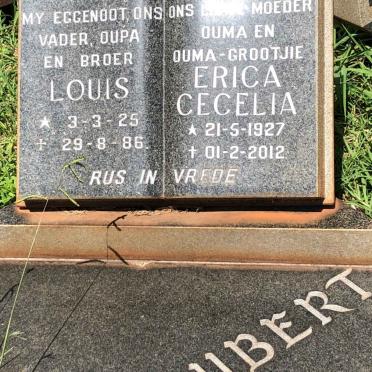 MY EGGENOOT, ONS
VADER, OUPA
EN BROER
LOUIS
★ 3-3-25
✝ 29-8-86.
ONS MOEDER
OUMA EN
OUMA-GROOTJIE
ERICA
CECELIA
★ 21-5-1927
✝ 01-2-2012
RUS IN VREDE
UBERT